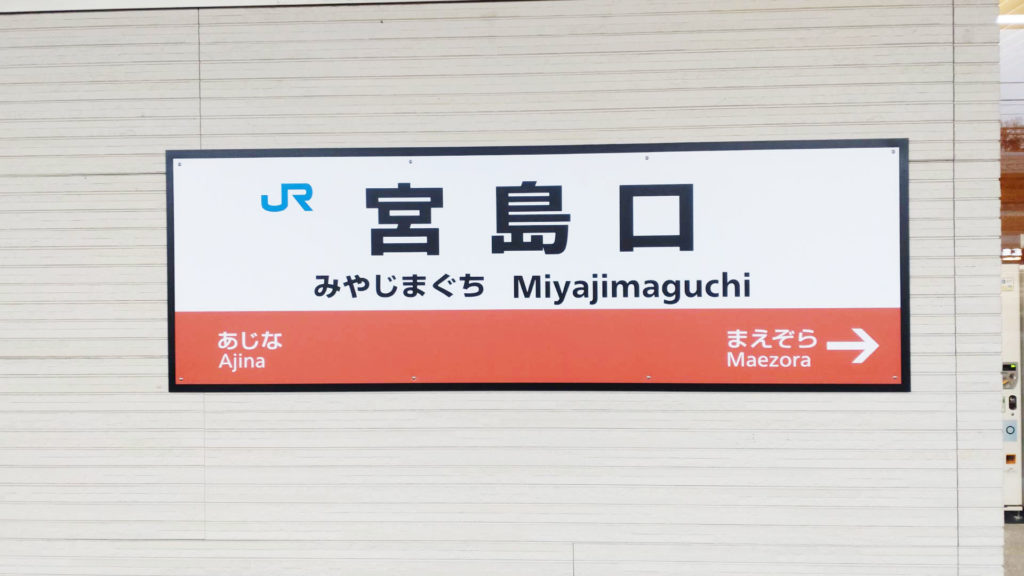 JR 宮島口
みやじまぐち Miyajimaguchi
あじな
Ajina
まえぞら →
Maezora